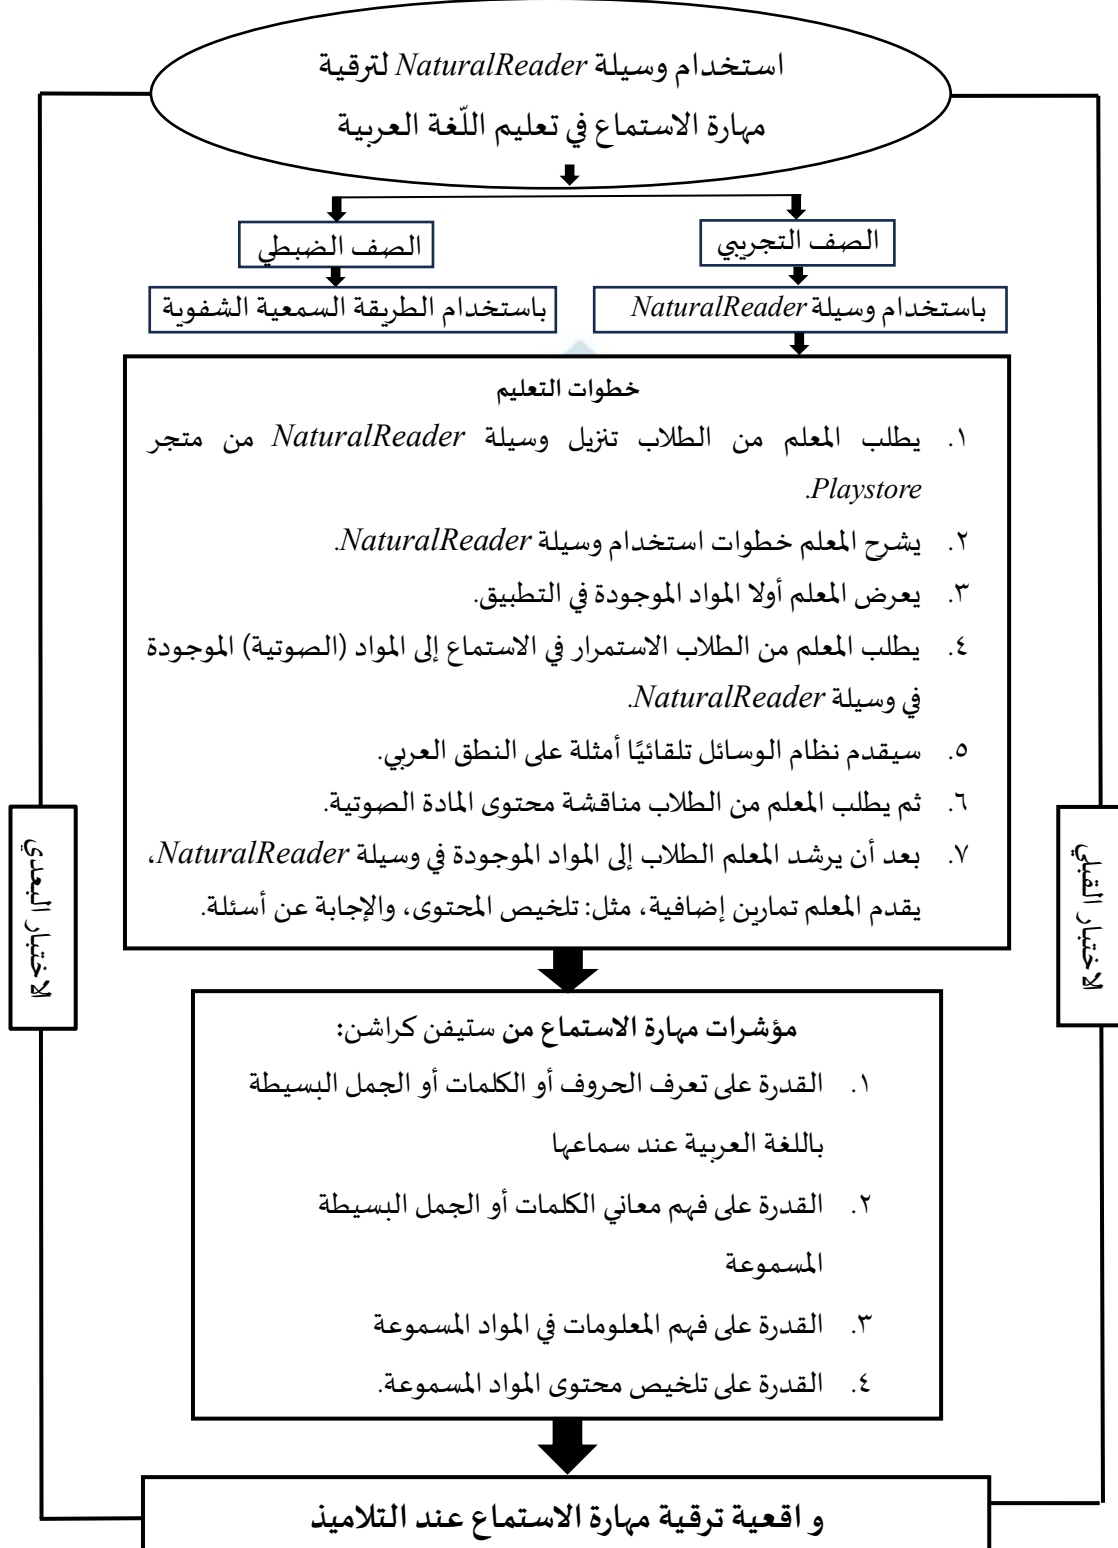 استخدام وسيلة NaturalReader لترقية
مهارة الاستماع في تعليم اللّغة العربية
الصف التجريبي
الصف الضبطي
باستخدام وسيلة NaturalReader
باستخدام الطريقة السمعية الشفوية
خطوات التعليم
١. يطلب المعلم من الطلاب تنزيل وسيلة NaturalReader من متجر
Playstore.
٢. يشرح المعلم خطوات استخدام وسيلة NaturalReader.
٣. يعرض المعلم أولا المواد الموجودة في التطبيق.
٤. يطلب المعلم من الطلاب الاستمرار في الاستماع إلى المواد (الصوتية) الموجودة
في وسيلة NaturalReader.
٥. سيقدم نظام الوسائل تلقائيًا أمثلة على النطق العربي.
٦. ثم يطلب المعلم من الطلاب مناقشة محتوى المادة الصوتية.
٧. بعد أن يرشد المعلم الطلاب إلى المواد الموجودة في وسيلة NaturalReader،
يقدم المعلم تمارين إضافية، مثل: تلخيص المحتوى، والإجابة عن أسئلة.
الاختبار القبلي
الاختبار البعدي
مؤشرات مهارة الاستماع من ستيفن كراشن:
١. القدرة على تعرف الحروف أو الكلمات أو الجمل البسيطة
باللغة العربية عند سماعها
٢. القدرة على فهم معاني الكلمات أو الجمل البسيطة
المسموعة
٣. القدرة على فهم المعلومات في المواد المسموعة
٤. القدرة على تلخيص محتوى المواد المسموعة.
و اقعية ترقية مهارة الاستماع عند التلاميذ